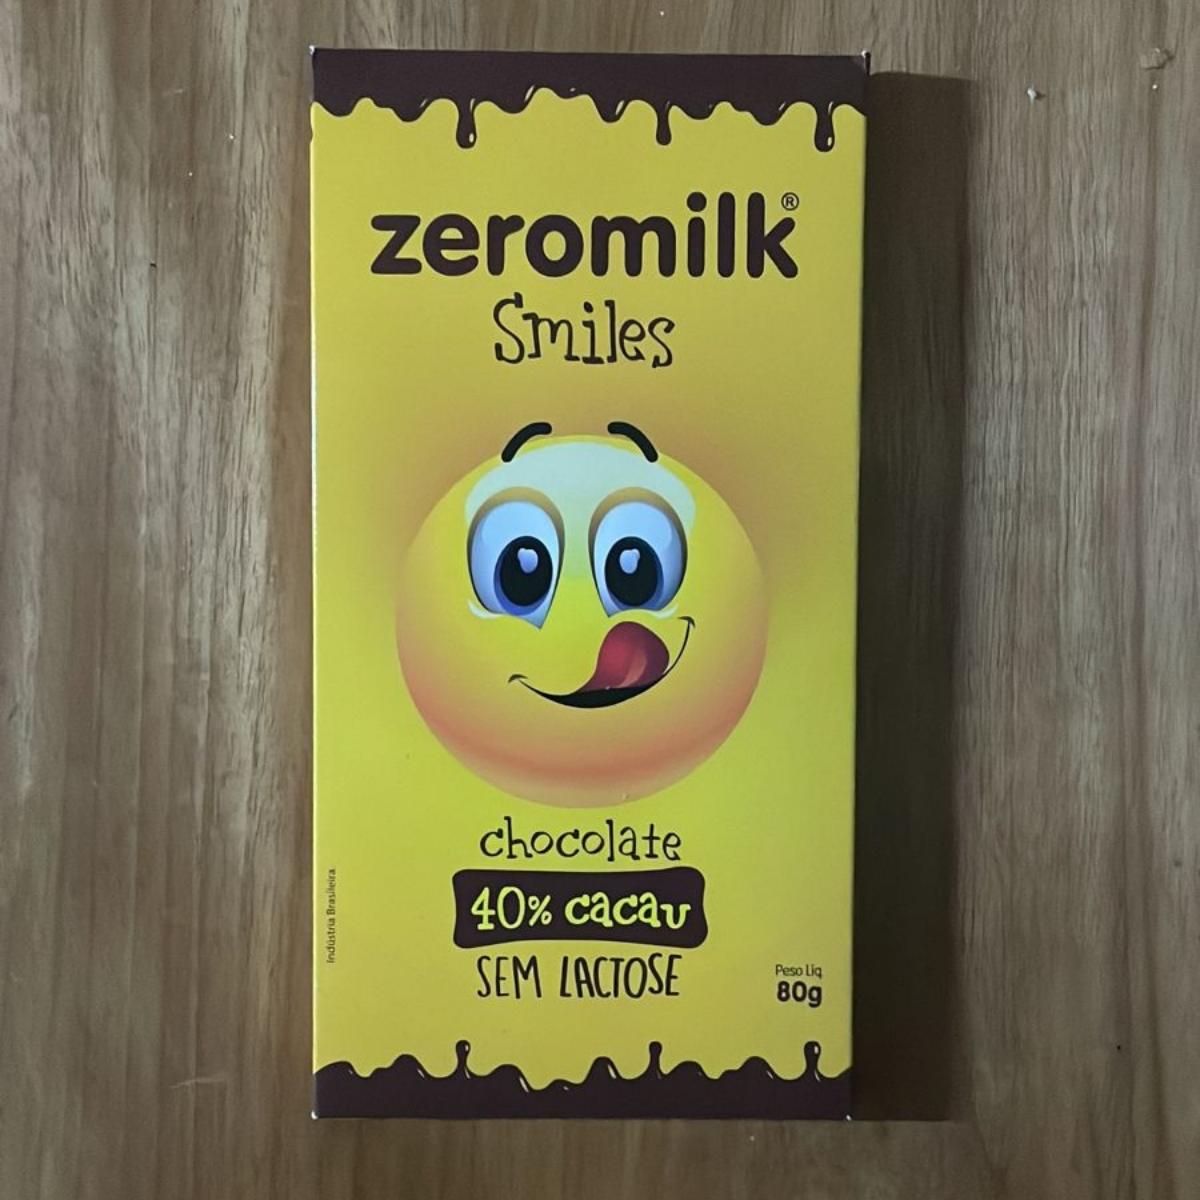 zeromilk®
Smiles
chocolate
40% cacau
SEM LACTOSE
Indústria Brasileira
Peso Líq
80g